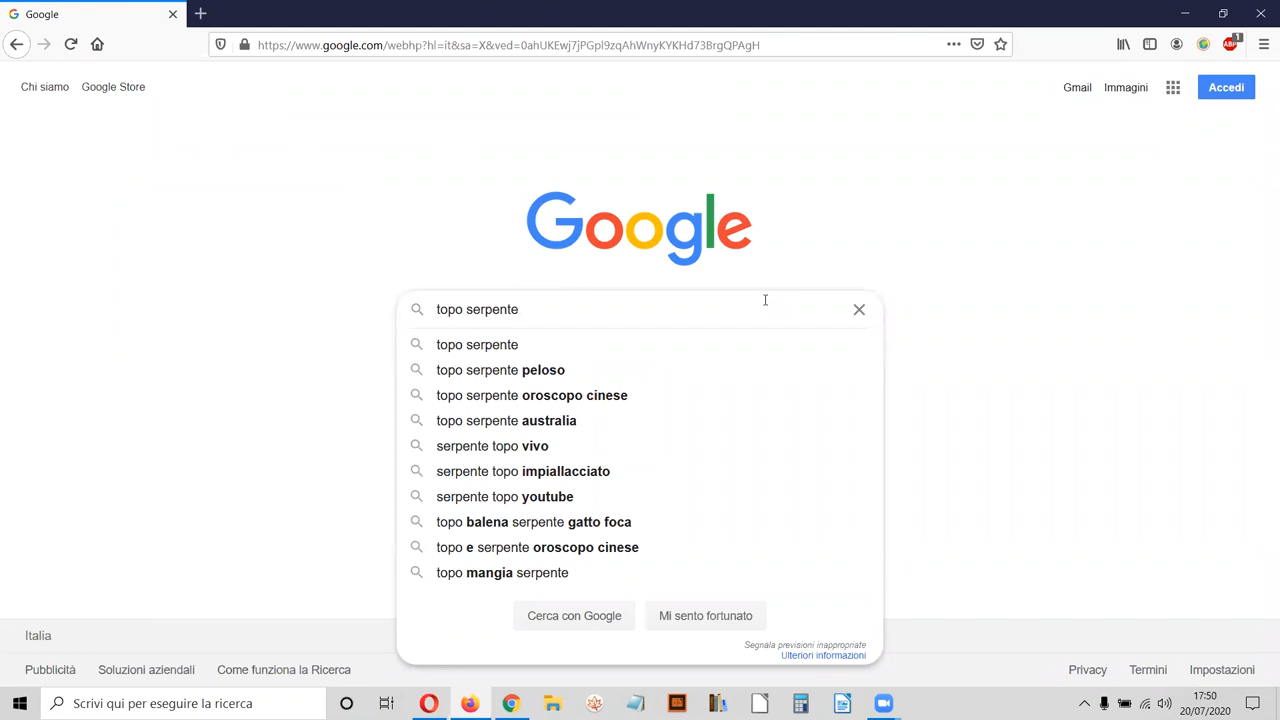 Google
https://www.google.com/webhp?hl=it&sa=X&ved=0ahUKEwj7jPGpl9zqAhWnyKYKHd73BrgQPAgH
ABP
1
Chi siamo
Google Store
Gmail
Immagini
Accedi
Google
topo serpente
topo serpente
topo serpente peloso
topo serpente oroscopo cinese
topo serpente australia
serpente topo vivo
serpente topo impiallacciato
serpente topo youtube
topo balena serpente gatto foca
topo e serpente oroscopo cinese
topo mangia serpente
Cerca con Google
Mi sento fortunato
Segnala previsioni inappropriate
Ulteriori informazioni
Italia
Pubblicità
Soluzioni aziendali
Come funziona la Ricerca
Privacy
Termini
Impostazioni
Scrivi qui per eseguire la ricerca
17:50
20/07/2020